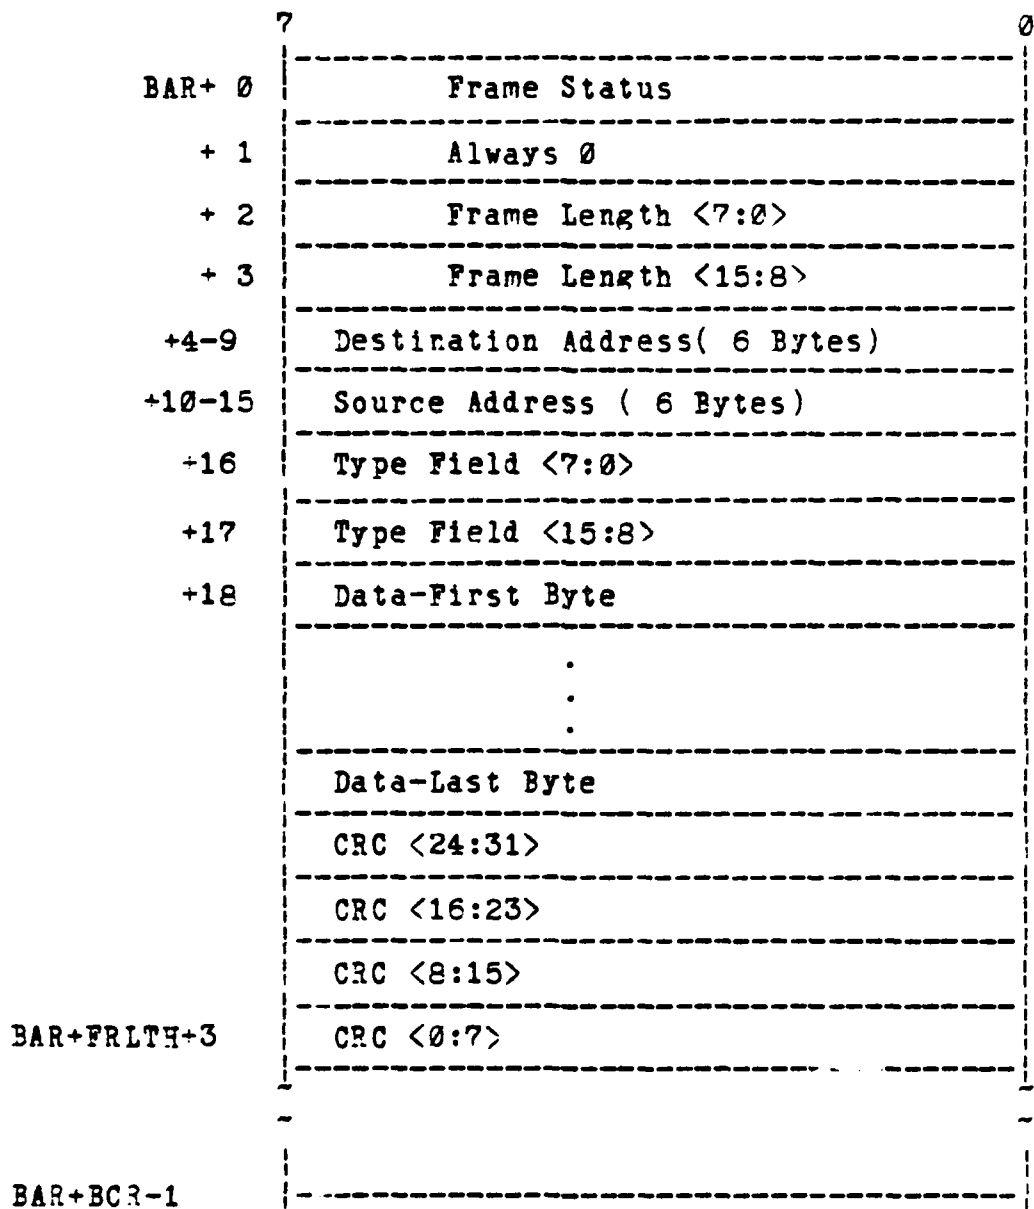 7 0
BAR+ 0 Frame Status
+ 1 Always 0
+ 2 Frame Length <7:0>
+ 3 Frame Length <15:8>
+4-9 Destination Address( 6 Bytes)
+10-15 Source Address ( 6 Bytes)
+16 Type Field <7:0>
+17 Type Field <15:8>
+18 Data-First Byte
.
.
.
Data-Last Byte
CRC <24:31>
CRC <16:23>
CRC <8:15>
BAR+FRLTH+3 CRC <0:7>
~ ~
~ ~
BAR+BCR-1